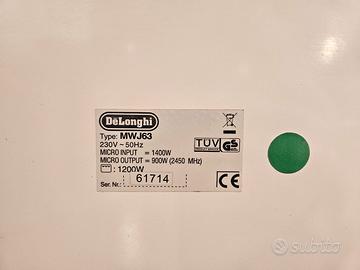 DeLonghi
Type: MWJ63
230V ~ 50Hz
MICRO INPUT = 1400W
MICRO OUTPUT = 900W (2450 MHz)
: 1200W
Ser. Nr.: 61714
TÜV GS
CE
subito